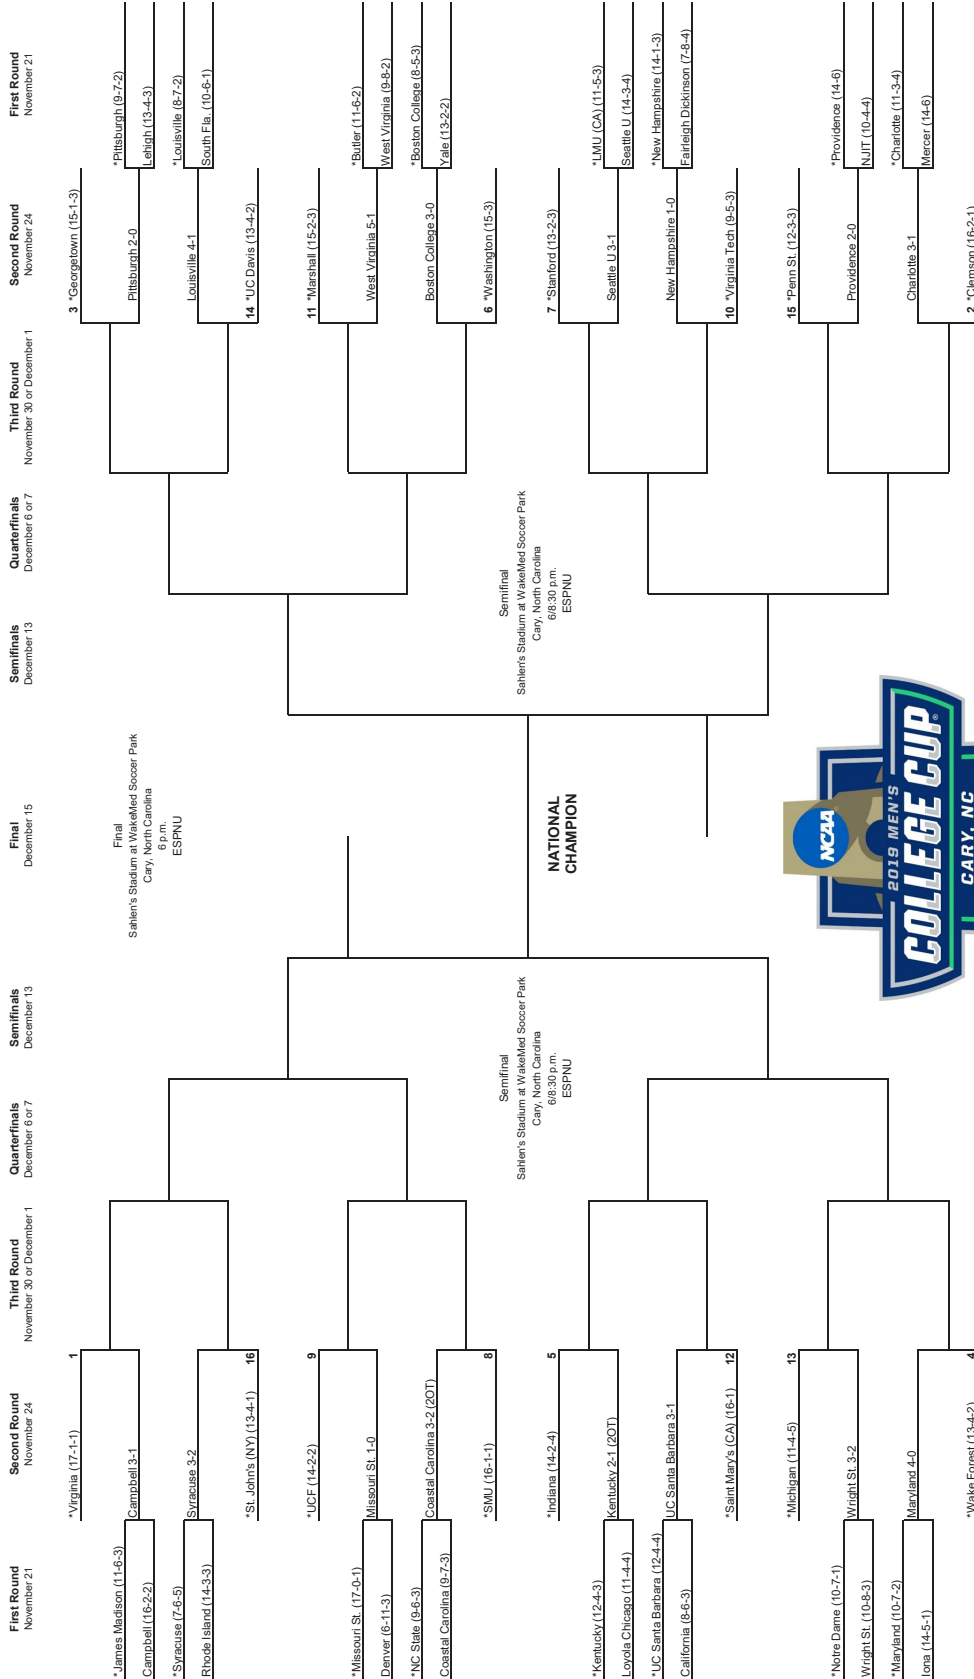 First Round
November 21
Second Round
November 24
Third Round
November 30 or December 1
Quarterfinals
December 6 or 7
Semifinals
December 13
Final
December 15
Semifinals
December 13
Quarterfinals
December 6 or 7
Third Round
November 30 or December 1
Second Round
November 24
First Round
November 21
*James Madison (11-6-3)
Campbell (16-2-2)
*Syracuse (7-6-5)
Rhode Island (14-3-3)
*Missouri St. (17-0-1)
Denver (6-11-3)
*NC State (9-6-3)
Coastal Carolina (9-7-3)
*Kentucky (12-4-3)
Loyola Chicago (11-4-4)
*UC Santa Barbara (12-4-4)
California (8-6-3)
*Notre Dame (10-7-1)
Wright St. (10-8-3)
*Maryland (10-7-2)
Iona (14-5-1)
*Virginia (17-1-1) 1
Campbell 3-1
Syracuse 3-2
*St. John's (NY) (13-4-1) 16
*UCF (14-2-2) 9
Missouri St. 1-0
Coastal Carolina 3-2 (2OT)
*SMU (16-1-1) 8
*Indiana (14-2-4) 5
Kentucky 2-1 (2OT)
UC Santa Barbara 3-1
*Saint Mary's (CA) (16-1) 12
*Michigan (11-4-5) 13
Wright St. 3-2
Maryland 4-0
*Wake Forest (13-4-2) 4
Semifinal
Sahlen's Stadium at WakeMed Soccer Park
Cary, North Carolina
6/8:30 p.m.
ESPNU
Final
Sahlen's Stadium at WakeMed Soccer Park
Cary, North Carolina
6 p.m.
ESPNU
NATIONAL
CHAMPION
NCAA
2019 MEN'S
COLLEGE CUP®
CARY, NC
Semifinal
Sahlen's Stadium at WakeMed Soccer Park
Cary, North Carolina
6/8:30 p.m.
ESPNU
3 *Georgetown (15-1-3)
Pittsburgh 2-0
Louisville 4-1
14 *UC Davis (13-4-2)
11 *Marshall (15-2-3)
West Virginia 5-1
Boston College 3-0
6 *Washington (15-3)
7 *Stanford (13-2-3)
Seattle U 3-1
New Hampshire 1-0
10 *Virginia Tech (9-5-3)
15 *Penn St. (12-3-3)
Providence 2-0
Charlotte 3-1
2 *Clemson (16-2-1)
*Pittsburgh (9-7-2)
Lehigh (13-4-3)
*Louisville (8-7-2)
South Fla. (10-6-1)
*Butler (11-6-2)
West Virginia (9-8-2)
*Boston College (8-5-3)
Yale (13-2-2)
*LMU (CA) (11-5-3)
Seattle U (14-3-4)
*New Hampshire (14-1-3)
Fairleigh Dickinson (7-8-4)
*Providence (14-6)
NJIT (10-4-4)
*Charlotte (11-3-4)
Mercer (14-6)